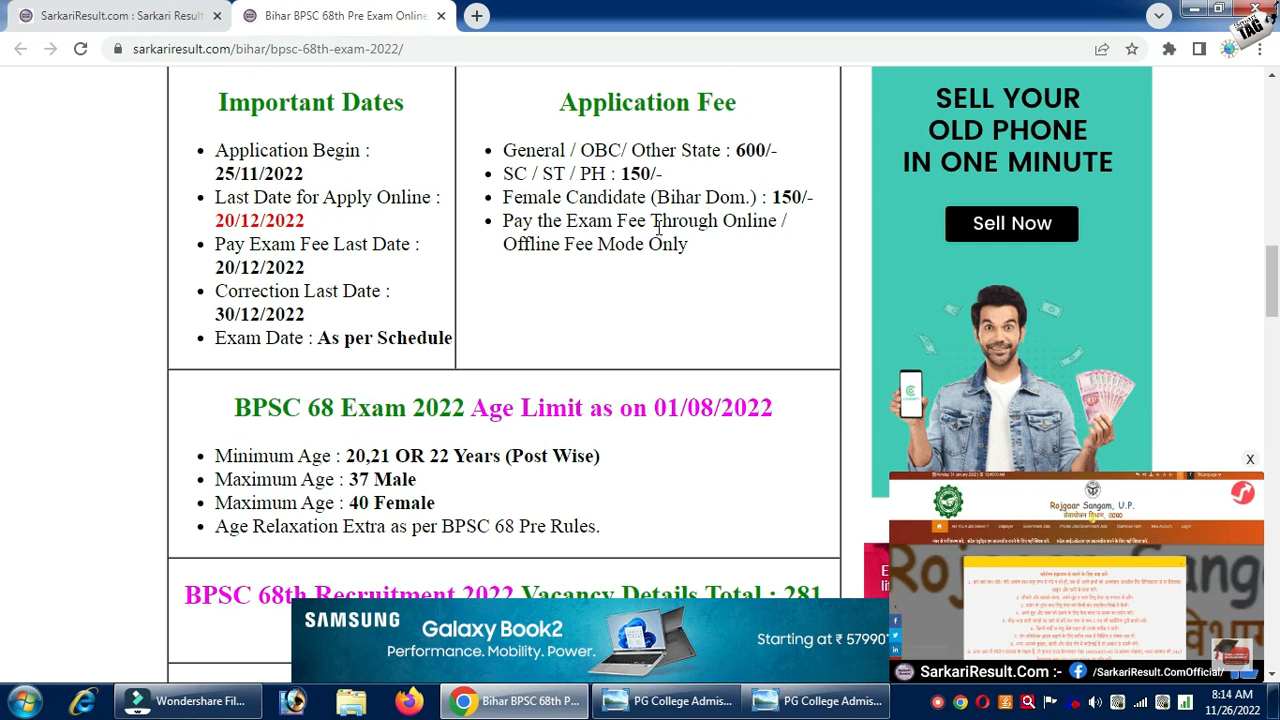 SarkariResult.com : Sarkari Result
Bihar BPSC 68th Pre Exam Online
TAG
sarkariresult.com/bihar/bpsc-68th-exam-2022/
Important Dates
Application Begin :
25/11/2022
Last Date for Apply Online :
20/12/2022
Pay Exam Fee Last Date :
20/12/2022
Correction Last Date :
30/12/2022
Exam Date : As per Schedule
Application Fee
General / OBC/ Other State : 600/-
SC / ST / PH : 150/-
Female Candidate (Bihar Dom.) : 150/-
Pay the Exam Fee Through Online /
Offline Fee Mode Only
SELL YOUR
OLD PHONE
IN ONE MINUTE
Sell Now
BPSC 68 Exam 2022 Age Limit as on 01/08/2022
Minimum Age : 20,21 OR 22 Years (Post Wise)
Maximum Age : 37 Male
Maximum Age : 40 Female
Age Relaxation Extra as per BPSC 68 Pre Rules.
X
Rojgaar Sangam, U.P.
BPSC 68th Recruitment 2022 Vacancy Details Total : 281
Galaxy Book2
Performance. Mobility. Power.
Starting at ₹ 57990*
SarkariResult.Com :- /SarkariResult.ComOfficial/
Wondershare Fil...
Bihar BPSC 68th P...
PG College Admis...
PG College Admis...
8:14 AM
11/26/2022